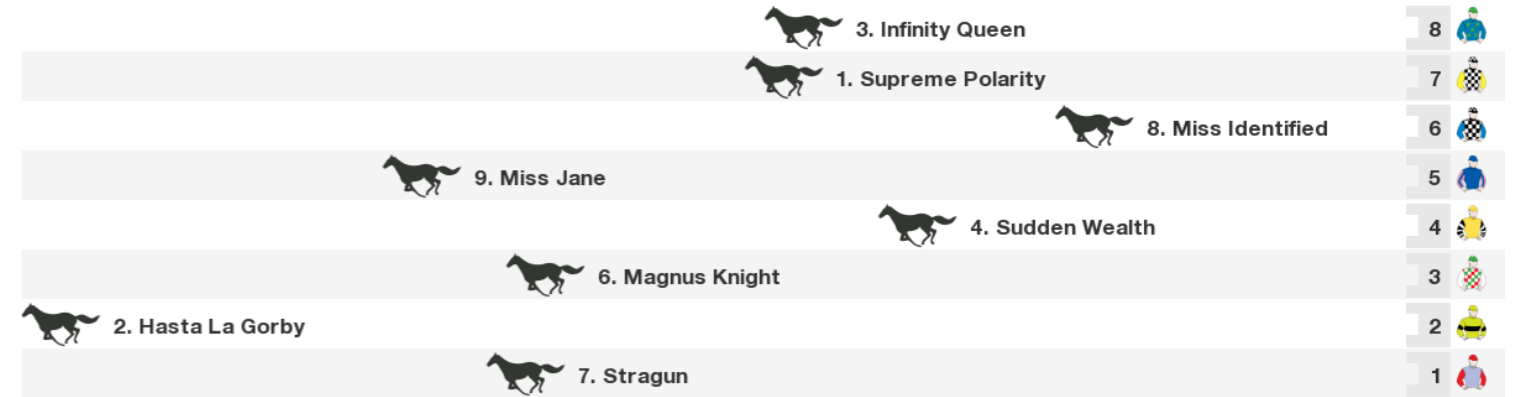 3. Infinity Queen 8
1. Supreme Polarity 7
8. Miss Identified 6
9. Miss Jane 5
4. Sudden Wealth 4
6. Magnus Knight 3
2. Hasta La Gorby 2
7. Stragun 1